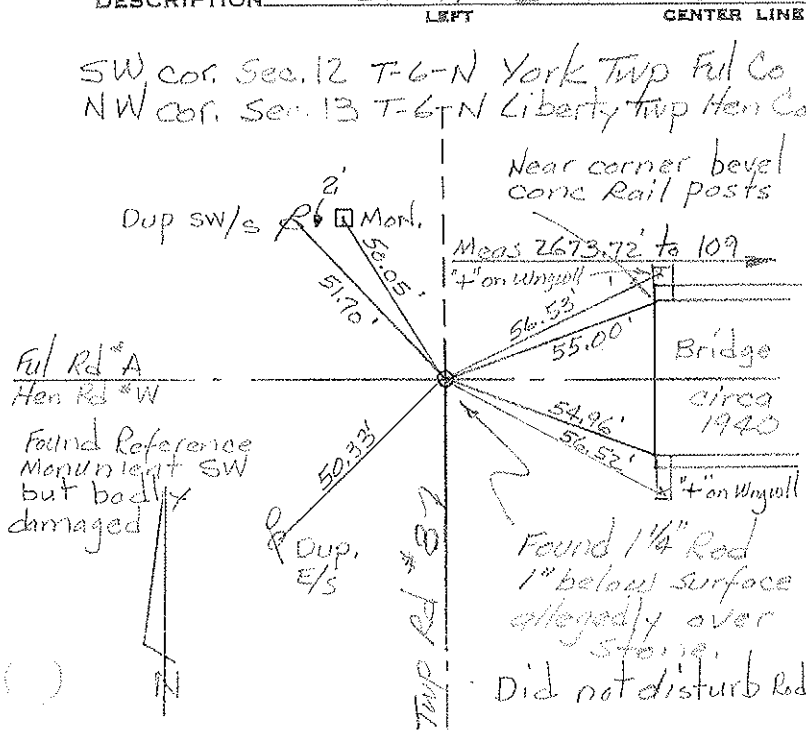 DESCRIPTION
LEFT CENTER LINE
SW cor. Sec. 12 T-6-N York Twp Ful Co
NW cor. Sec. 13 T-6-N Liberty Twp Hen Co
Near corner bevel
conc Rail posts
2'
Dup SW/s
Mon.
Meas 2673.72' to 109
"+" on Wingwall
50.05'
51.70'
56.53'
55.00'
Bridge
circa
1940
Ful Rd #A
Hen Rd #W
54.96'
56.52'
"+" on Wingwall
Found Reference
Monument SW
but badly
damaged
50.33'
Dup.
E/s
Twp Rd
Found 1¼" Rod
1" below surface
allegedly over
Stone.
Did not disturb Rod
N